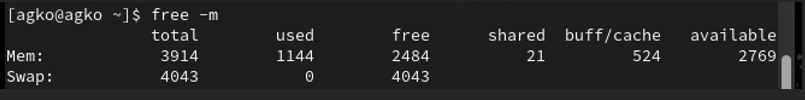 [agko@agko ~]$ free -m
total used free shared buff/cache available
Mem: 3914 1144 2484 21 524 2769
Swap: 4043 0 4043